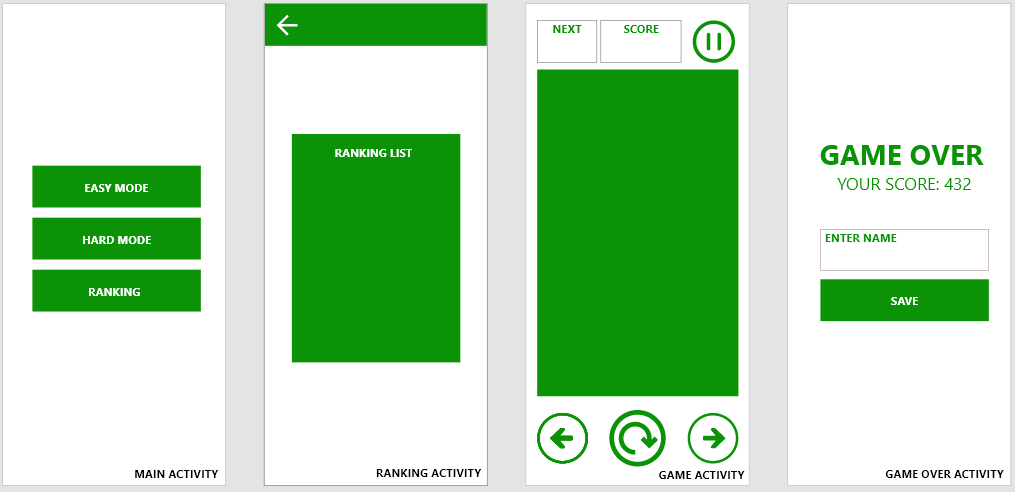 EASY MODE
HARD MODE
RANKING
MAIN ACTIVITY
RANKING LIST
RANKING ACTIVITY
NEXT
SCORE
GAME ACTIVITY
GAME OVER
YOUR SCORE: 432
ENTER NAME
SAVE
GAME OVER ACTIVITY